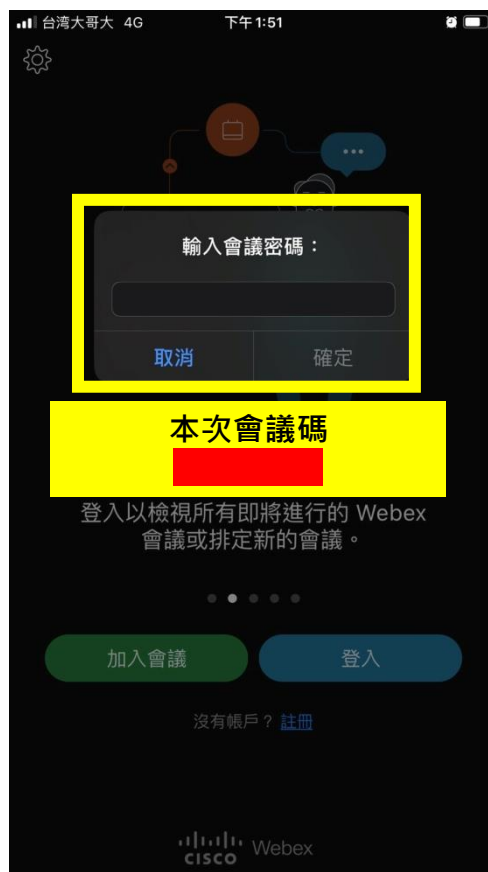 台湾大哥大 4G 下午1:51
輸入會議密碼：
取消 確定
本次會議碼
登入以檢視所有即將進行的 Webex
會議或排定新的會議。
加入會議 登入
沒有帳戶？ 註冊
CISCO Webex